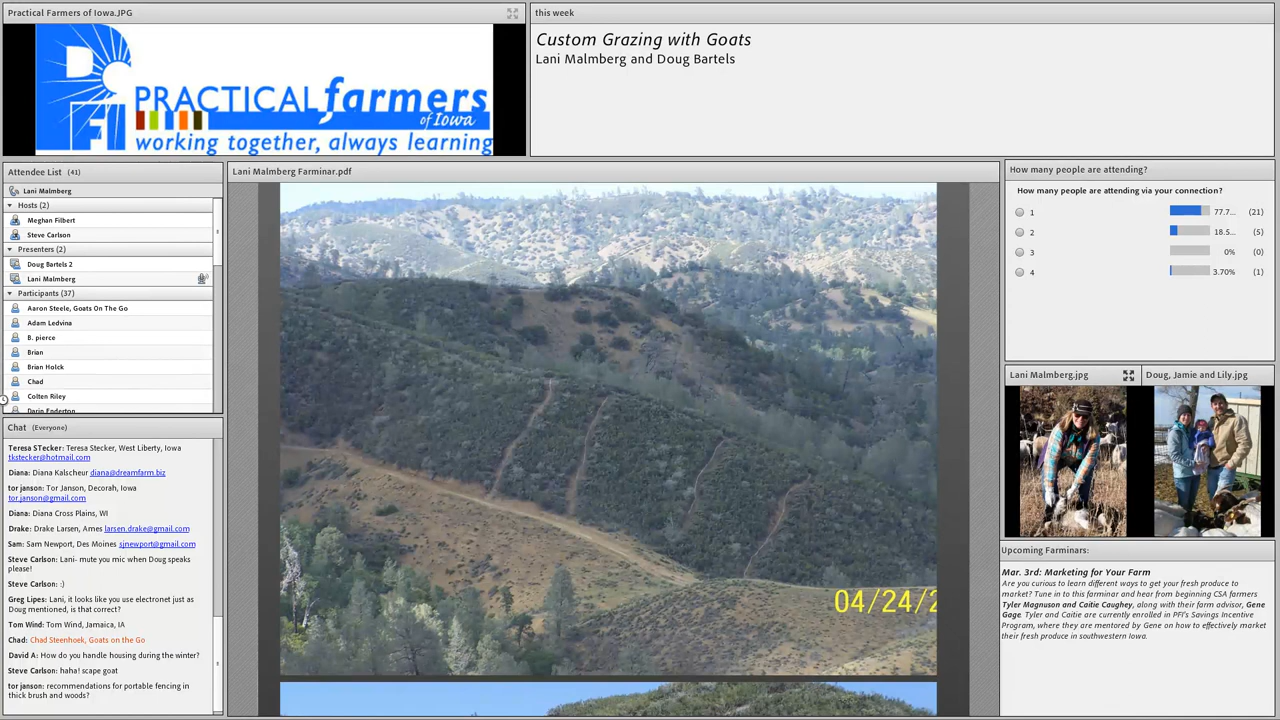 Practical Farmers of Iowa.JPG
PFI
PRACTICAL farmers
of Iowa
working together, always learning
this week
Custom Grazing with Goats
Lani Malmberg and Doug Bartels
Attendee List (41)
Lani Malmberg
Hosts (2)
Meghan Filbert
Steve Carlson
Presenters (2)
Doug Bartels 2
Lani Malmberg
Participants (37)
Aaron Steele, Goats On The Go
Adam Ledvina
B. pierce
Brian
Brian Holck
Chad
Colten Riley
Darin Enderton
Chat (Everyone)
Teresa STecker: Teresa Stecker, West Liberty, Iowa
tkstecker@hotmail.com
Diana: Diana Kalscheur diana@dreamfarm.biz
tor janson: Tor Janson, Decorah, Iowa
tor.janson@gmail.com
Diana: Diana Cross Plains, WI
Drake: Drake Larsen, Ames larsen.drake@gmail.com
Sam: Sam Newport, Des Moines sjnewport@gmail.com
Steve Carlson: Lani- mute you mic when Doug speaks
please!
Steve Carlson: :)
Greg Lipes: Lani, it looks like you use electronet just as
Doug mentioned, is that correct?
Tom Wind: Tom Wind, Jamaica, IA
Chad: Chad Steenhoek, Goats on the Go
David A: How do you handle housing during the winter?
Steve Carlson: haha! scape goat
tor janson: recommendations for portable fencing in
thick brush and woods?
Lani Malmberg Farminar.pdf
04/24/2
How many people are attending?
How many people are attending via your connection?
1 77.7... (21)
2 18.5... (5)
3 0% (0)
4 3.70% (1)
Lani Malmberg.jpg
Doug, Jamie and Lily.jpg
Upcoming Farminars:
Mar. 3rd: Marketing for Your Farm
Are you curious to learn different ways to get your fresh produce to
market? Tune in to this farminar and hear from beginning CSA farmers
Tyler Magnuson and Caitie Caughey, along with their farm advisor, Gene
Gage. Tyler and Caitie are currently enrolled in PFI's Savings Incentive
Program, where they are mentored by Gene on how to effectively market
their fresh produce in southwestern Iowa.